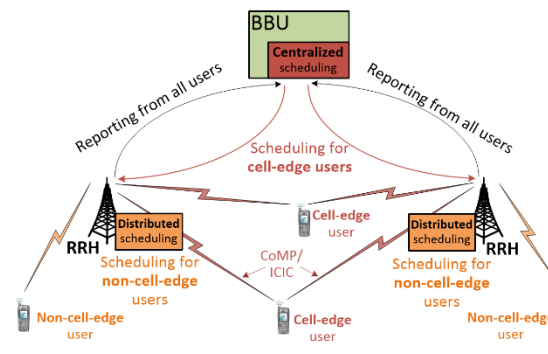 BBU
Centralized
scheduling
Reporting from all users
Reporting from all users
Scheduling for
cell-edge users
Distributed
scheduling
RRH
Scheduling for
non-cell-edge
users
Cell-edge
user
Distributed
scheduling
RRH
Scheduling for
non-cell-edge
users
CoMP/
ICIC
Non-cell-edge
user
Cell-edge
user
Non-cell-edge
user